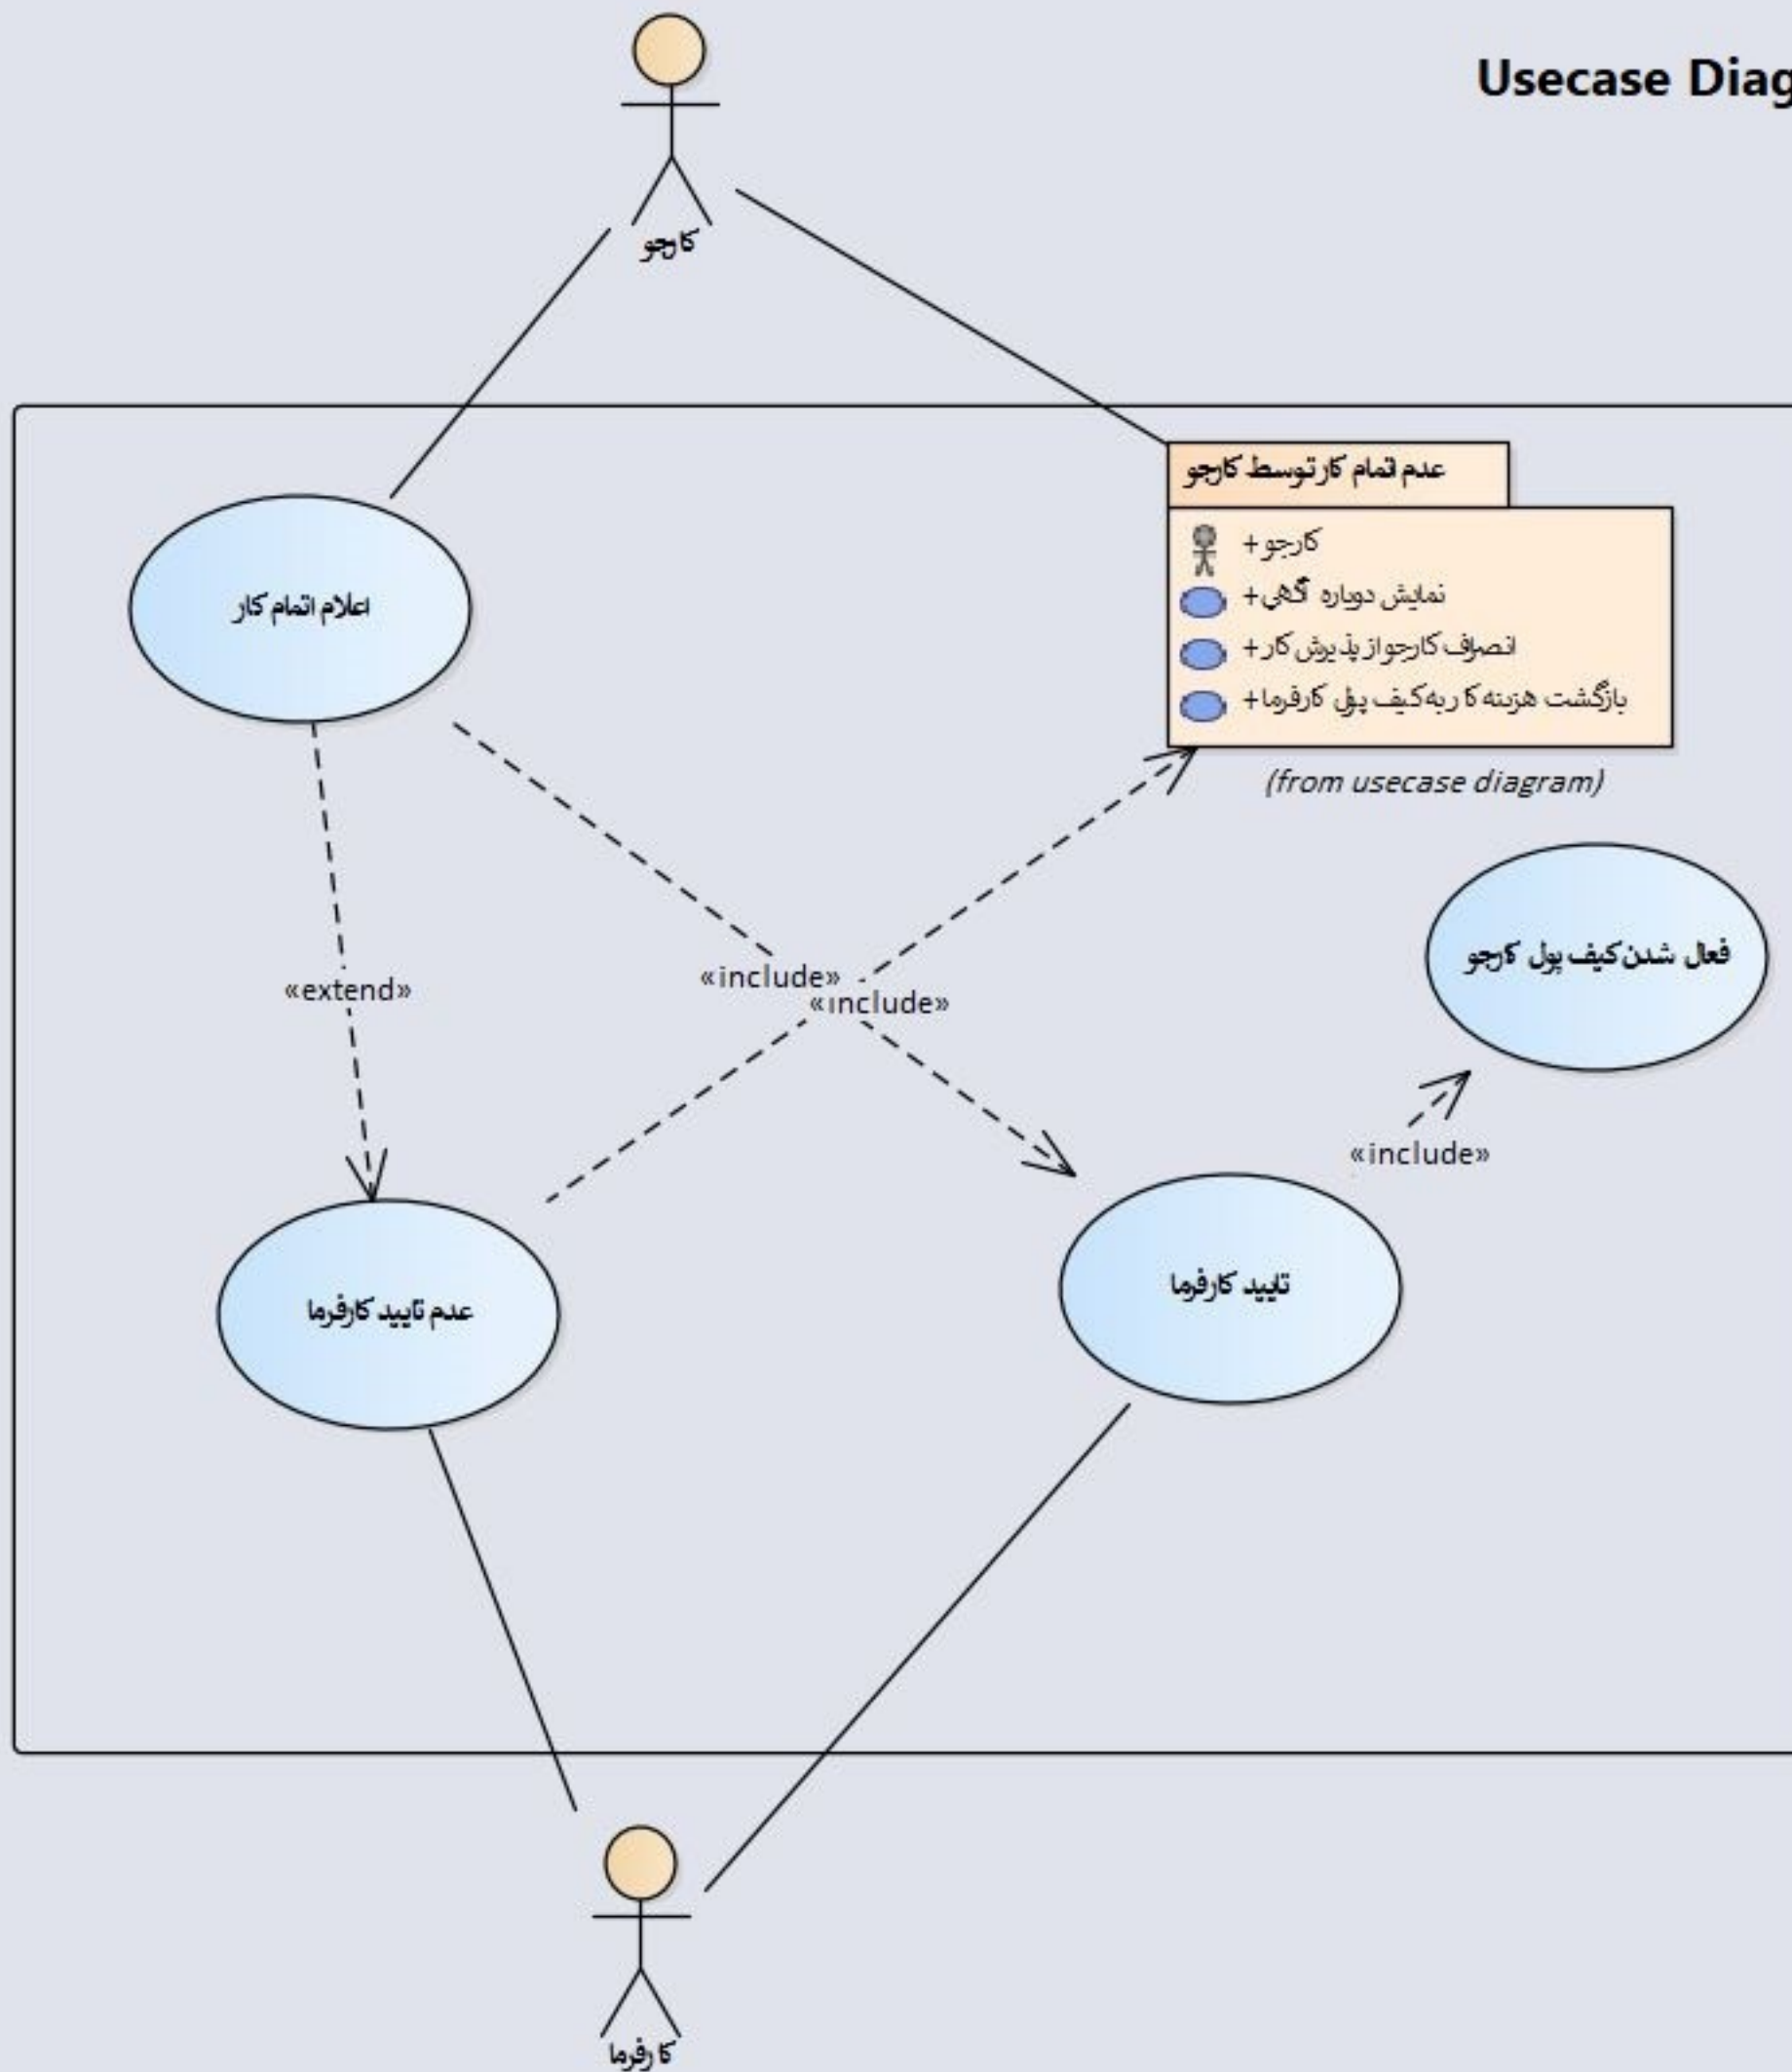 Usecase Diag
کارجو
عدم اتمام کار توسط کارجو
+کارجو
+نمایش دوباره آگهی
+انصراف کارجو از پذیرش کار
+بازگشت هزینه کار به کیف پول کارفرما
(from usecase diagram)
اعلام اتمام کار
فعال شدن کیف پول کارجو
«include»
«extend»
«include»
«include»
تایید کارفرما
عدم تایید کارفرما
کارفرما